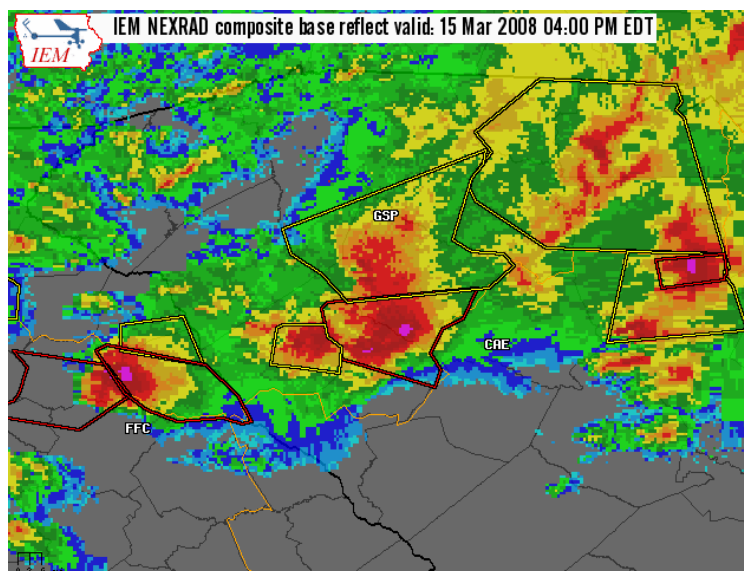 IEM NEXRAD composite base reflect valid: 15 Mar 2008 04:00 PM EDT
IEM
GSP
CAE
FFC